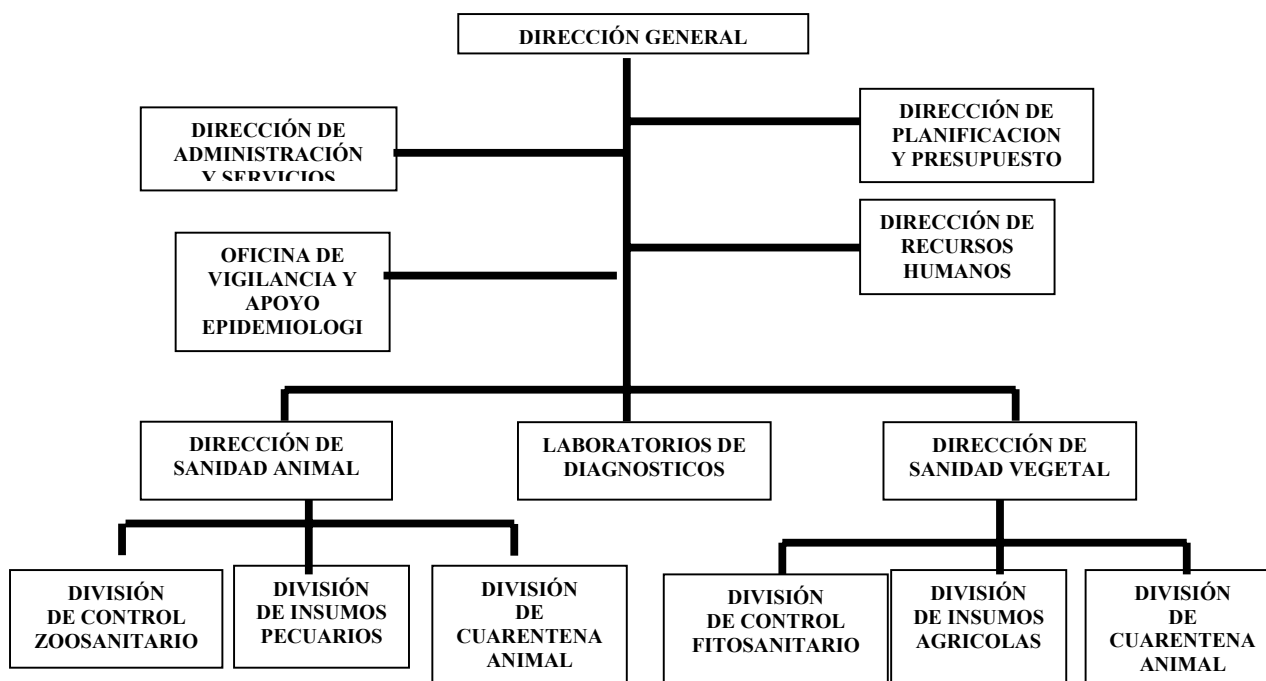 DIRECCIÓN GENERAL
DIRECCIÓN DE
ADMINISTRACIÓN
Y SERVICIOS
DIRECCIÓN DE
PLANIFICACION
Y PRESUPUESTO
OFICINA DE
VIGILANCIA Y
APOYO
EPIDEMIOLOGI
DIRECCIÓN DE
RECURSOS
HUMANOS
DIRECCIÓN DE
SANIDAD ANIMAL
LABORATORIOS DE
DIAGNOSTICOS
DIRECCIÓN DE
SANIDAD VEGETAL
DIVISIÓN
DE CONTROL
ZOOSANITARIO
DIVISIÓN
DE INSUMOS
PECUARIOS
DIVISIÓN
DE
CUARENTENA
ANIMAL
DIVISIÓN
DE CONTROL
FITOSANITARIO
DIVISIÓN
DE INSUMOS
AGRICOLAS
DIVISIÓN
DE
CUARENTENA
ANIMAL